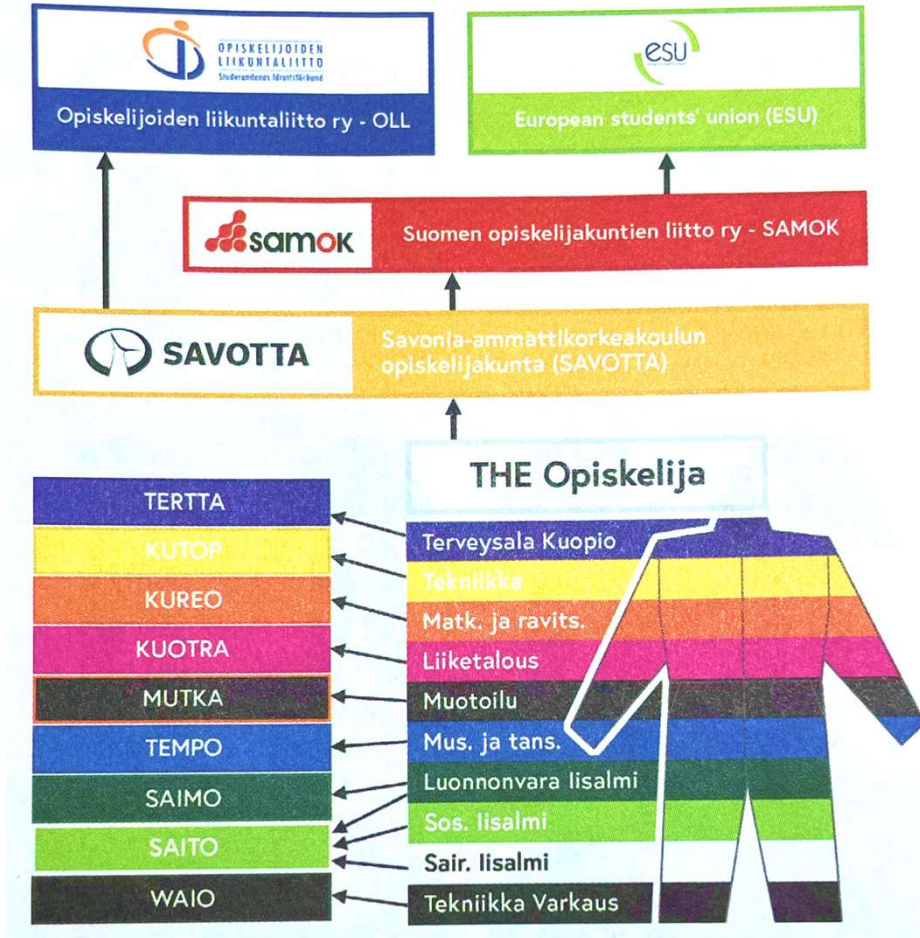 OPISKELIJOIDEN
LIIKUNTALIITTO
Studerandenas Idrottsförbund
esu
Opiskelijoiden liikuntaliitto ry - OLL
European students' union (ESU)
samok
Suomen opiskelijakuntien liitto ry - SAMOK
SAVOTTA
Savonia-ammattikorkeakoulun
opiskelijakunta (SAVOTTA)
THE Opiskelija
TERTTA
KUTOP
KUREO
KUOTRA
MUTKA
TEMPO
SAIMO
SAITO
WAIO
Terveysala Kuopio
Tekniikka
Matk. ja ravits.
Liiketalous
Muotoilu
Mus. ja tans.
Luonnonvara Iisalmi
Sos. Iisalmi
Sair. Iisalmi
Tekniikka Varkaus